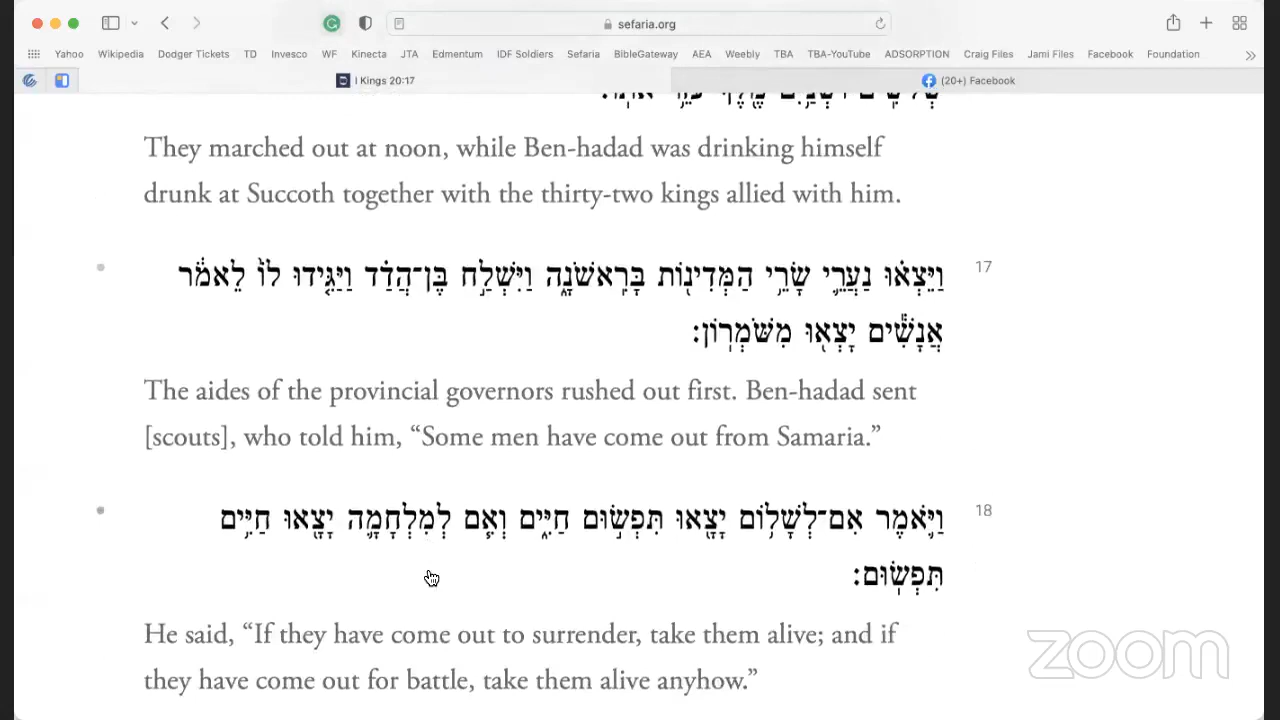 sefaria.org
Yahoo Wikipedia Dodger Tickets TD Invesco WF Kinecta JTA Edmentum IDF Soldiers Sefaria BibleGateway AEA Weebly TBA TBA-YouTube ADSORPTION Craig Files Jami Files Facebook Foundation
I Kings 20:17 (20+) Facebook
They marched out at noon, while Ben-hadad was drinking himself
drunk at Succoth together with the thirty-two kings allied with him.
17
וַיֵּצְא֗וּ נַעֲרֵ֛י שָׂרֵ֥י הַמְּדִינ֖וֹת בָּרִֽאשֹׁנָ֑ה וַיִּשְׁלַ֣ח בֶּן־הֲדַ֗ד וַיַּגִּ֤ידוּ לוֹ֙ לֵאמֹ֔ר
אֲנָשִׁ֕ים יָצְא֖וּ מִשֹּׁמְרֽוֹן׃
The aides of the provincial governors rushed out first. Ben-hadad sent
[scouts], who told him, “Some men have come out from Samaria.”
18
וַיֹּ֛אמֶר אִם־לְשָׁל֥וֹם יָצָ֖אוּ תִּפְשׂ֣וּם חַיִּ֑ים וְאִ֧ם לְמִלְחָמָ֛ה יָצָ֖אוּ חַיִּ֥ים
תִּפְשֽׂוּם׃
He said, “If they have come out to surrender, take them alive; and if
they have come out for battle, take them alive anyhow.”
zoom